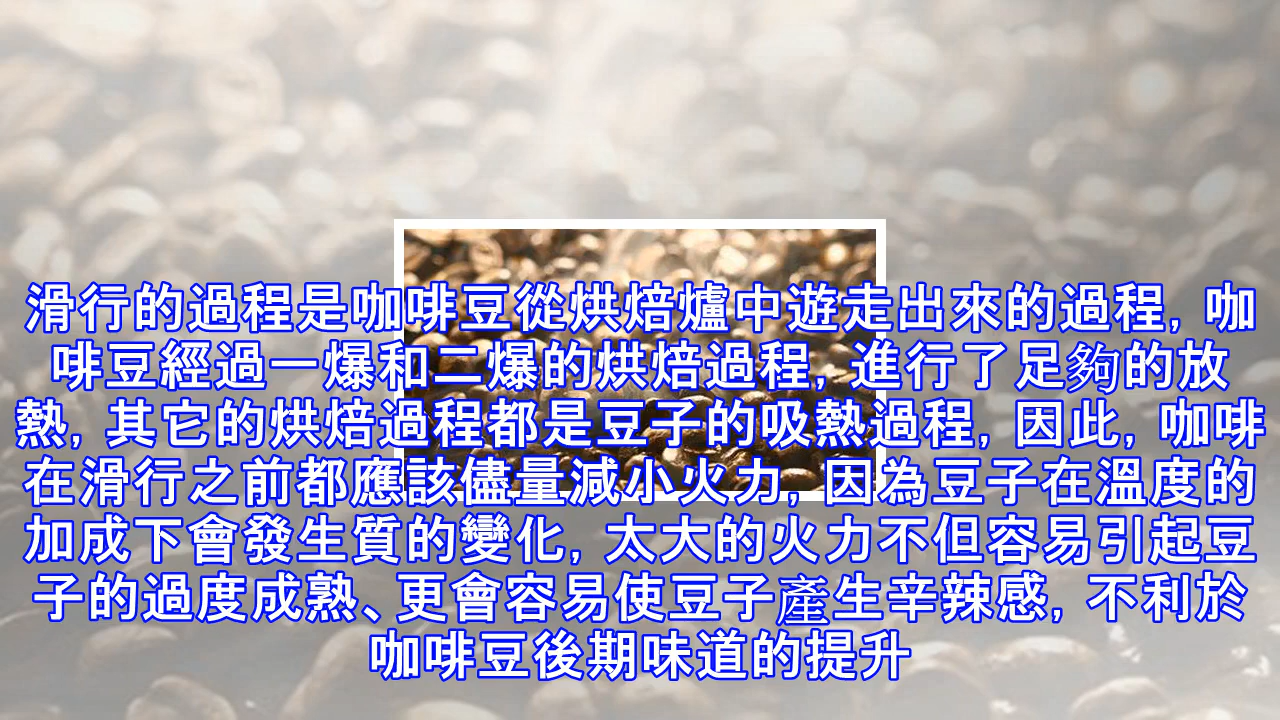 滑行的過程是咖啡豆從烘焙爐中遊走出來的過程, 咖
啡豆經過一爆和二爆的烘焙過程, 進行了足夠的放
熱, 其它的烘焙過程都是豆子的吸熱過程, 因此, 咖啡
在滑行之前都應該儘量減小火力, 因為豆子在溫度的
加成下會發生質的變化, 太大的火力不但容易引起豆
子的過度成熟、更會容易使豆子產生辛辣感, 不利於
咖啡豆後期味道的提升